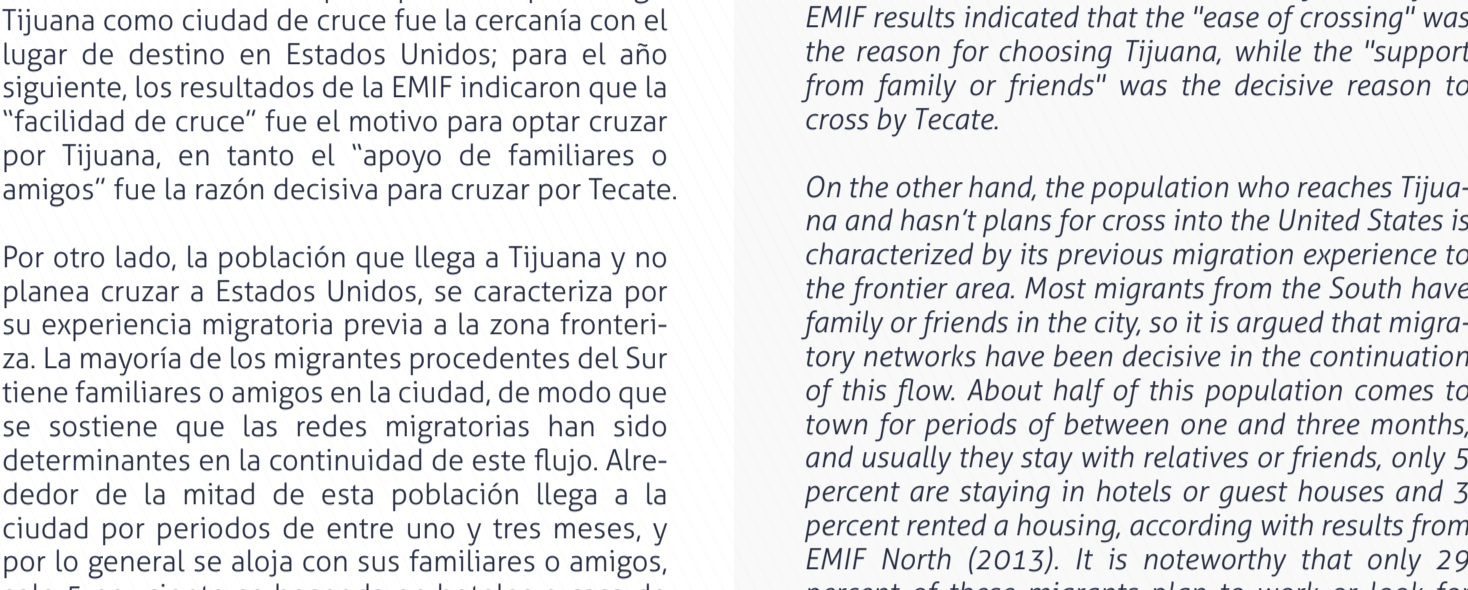 Tijuana como ciudad de cruce fue la cercanía con el
lugar de destino en Estados Unidos; para el año
siguiente, los resultados de la EMIF indicaron que la
“facilidad de cruce” fue el motivo para optar cruzar
por Tijuana, en tanto el “apoyo de familiares o
amigos” fue la razón decisiva para cruzar por Tecate.
Por otro lado, la población que llega a Tijuana y no
planea cruzar a Estados Unidos, se caracteriza por
su experiencia migratoria previa a la zona fronteri-
za. La mayoría de los migrantes procedentes del Sur
tiene familiares o amigos en la ciudad, de modo que
se sostiene que las redes migratorias han sido
determinantes en la continuidad de este flujo. Alre-
dedor de la mitad de esta población llega a la
ciudad por periodos de entre uno y tres meses, y
por lo general se aloja con sus familiares o amigos,
EMIF results indicated that the "ease of crossing" was
the reason for choosing Tijuana, while the "support
from family or friends" was the decisive reason to
cross by Tecate.
On the other hand, the population who reaches Tijua-
na and hasn’t plans for cross into the United States is
characterized by its previous migration experience to
the frontier area. Most migrants from the South have
family or friends in the city, so it is argued that migra-
tory networks have been decisive in the continuation
of this flow. About half of this population comes to
town for periods of between one and three months,
and usually they stay with relatives or friends, only 5
percent are staying in hotels or guest houses and 3
percent rented a housing, according with results from
EMIF North (2013). It is noteworthy that only 29
percent of these migrants plan to work or look for